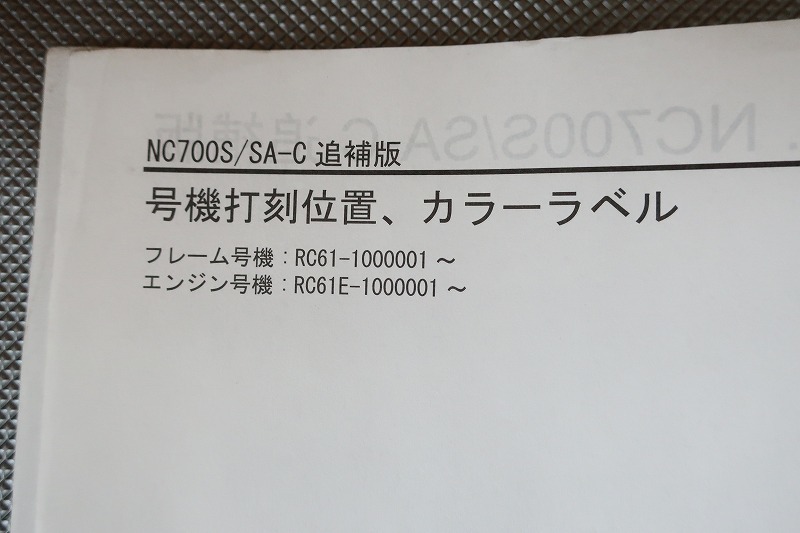 NC700S/SA-C 追補版
号機打刻位置、カラーラベル
フレーム号機：RC61-1000001 ～
エンジン号機：RC61E-1000001 ～